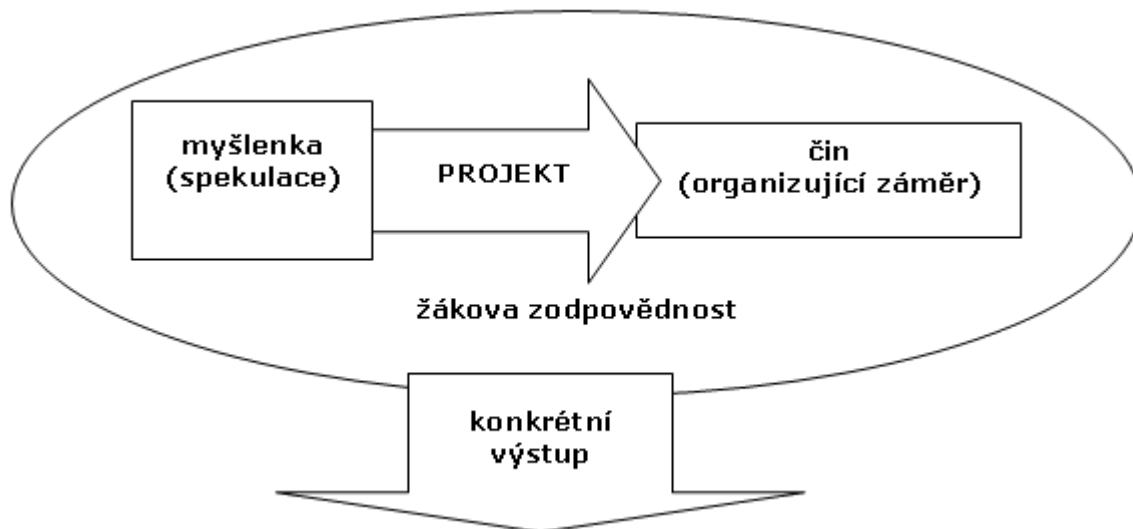 myšlenka
(spekulace)
PROJEKT
čin
(organizující záměr)
žákova zodpovědnost
konkrétní
výstup